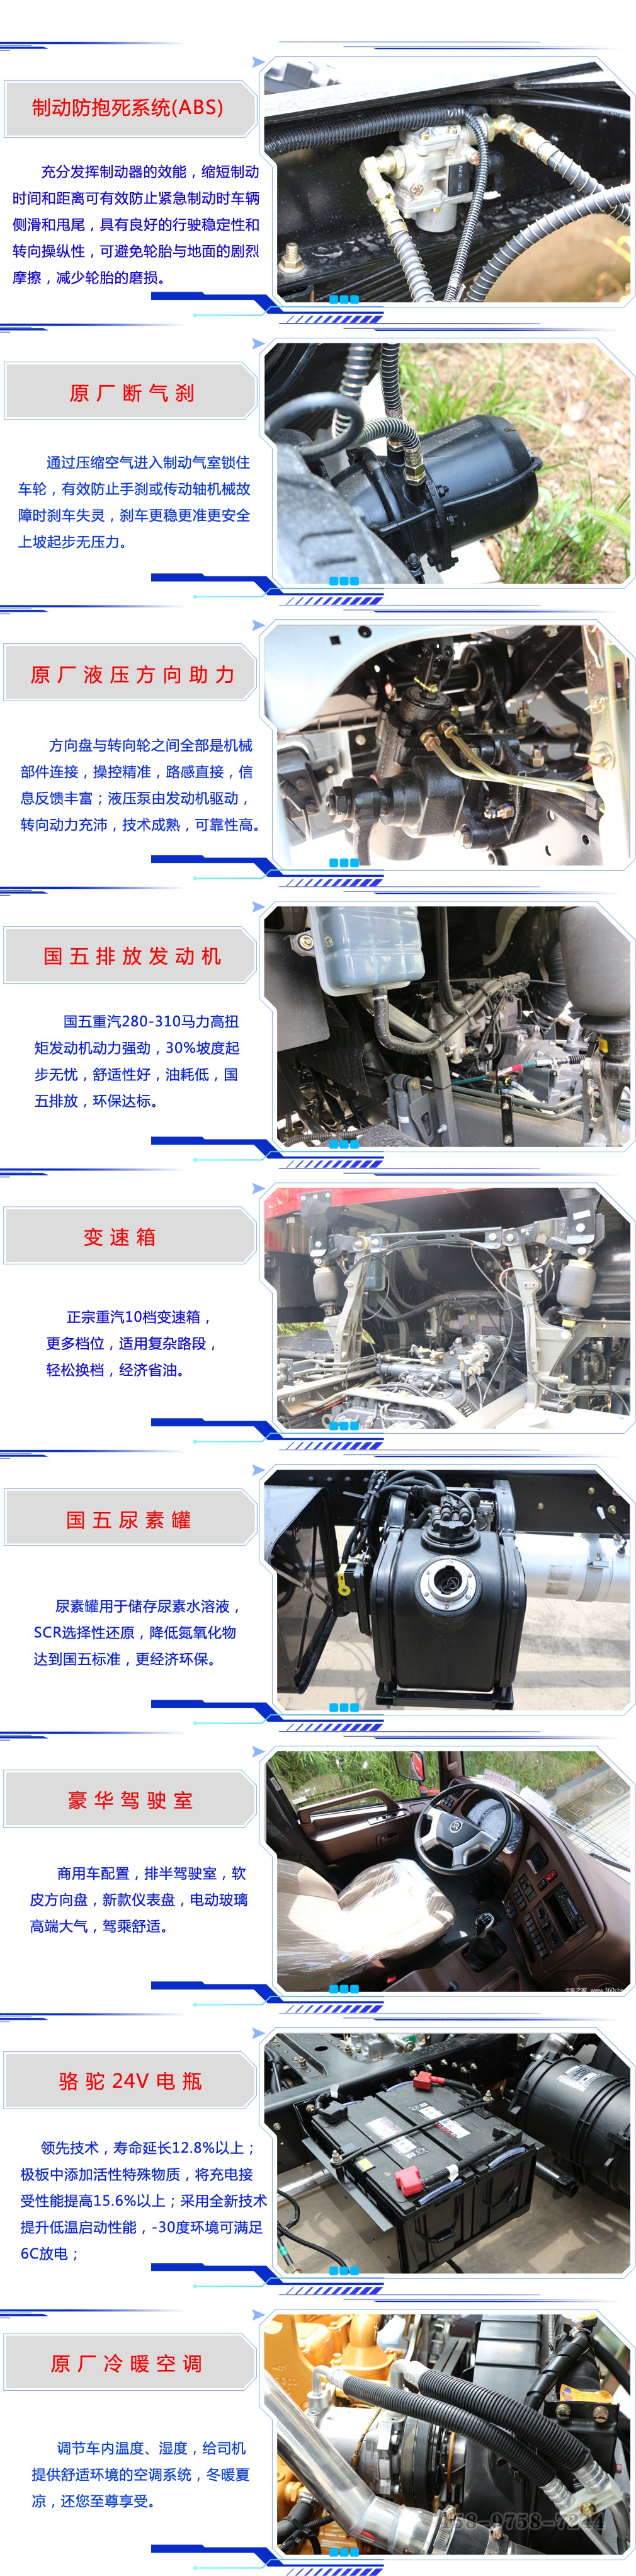 制动防抱死系统(ABS)
充分发挥制动器的效能，缩短制动
时间和距离可有效防止紧急制动时车辆
侧滑和甩尾，具有良好的行驶稳定性和
转向操纵性，可避免轮胎与地面的剧烈
摩擦，减少轮胎的磨损。
原厂断气刹
通过压缩空气进入制动气室锁住
车轮，有效防止手刹或传动轴机械故
障时刹车失灵，刹车更稳更准更安全
上坡起步无压力。
原厂液压方向助力
方向盘与转向轮之间全部是机械
部件连接，操控精准，路感直接，信
息反馈丰富；液压泵由发动机驱动，
转向动力充沛，技术成熟，可靠性高。
国五排放发动机
国五重汽280-310马力高扭
矩发动机动力强劲，30%坡度起
步无忧，舒适性好，油耗低，国
五排放，环保达标。
变速箱
正宗重汽10档变速箱，
更多档位，适用复杂路段，
轻松换档，经济省油。
国五尿素罐
尿素罐用于储存尿素水溶液，
SCR选择性还原，降低氮氧化物
达到国五标准，更经济环保。
豪华驾驶室
商用车配置，排半驾驶室，软
皮方向盘，新款仪表盘，电动玻璃
高端大气，驾乘舒适。
骆驼24V电瓶
领先技术，寿命延长12.8%以上；
极板中添加活性特殊物质，将充电接
受性能提高15.6%以上；采用全新技术
提升低温启动性能，-30度环境可满足
6C放电；
原厂冷暖空调
调节车内温度、湿度，给司机
提供舒适环境的空调系统，冬暖夏
凉，还您至尊享受。
158-9758-7244